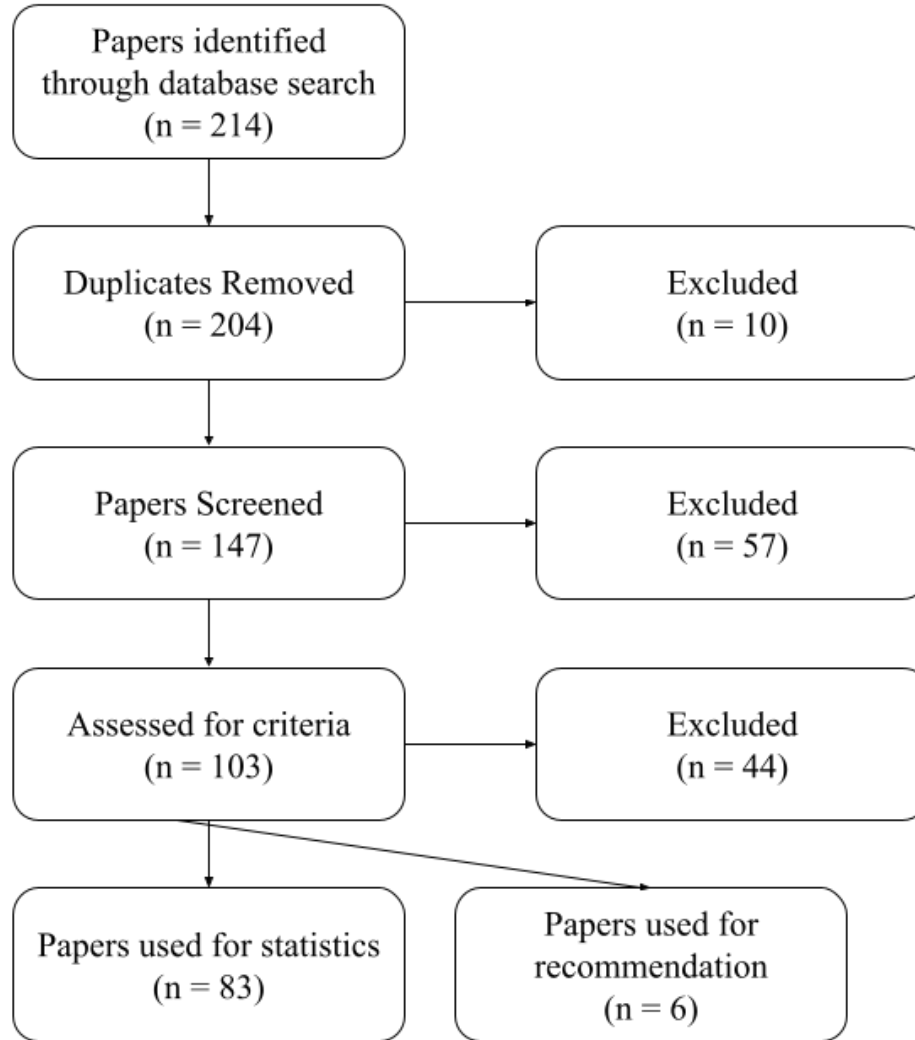 Papers identified
through database search
(n = 214)
Duplicates Removed
(n = 204)
Excluded
(n = 10)
Papers Screened
(n = 147)
Excluded
(n = 57)
Assessed for criteria
(n = 103)
Excluded
(n = 44)
Papers used for statistics
(n = 83)
Papers used for
recommendation
(n = 6)